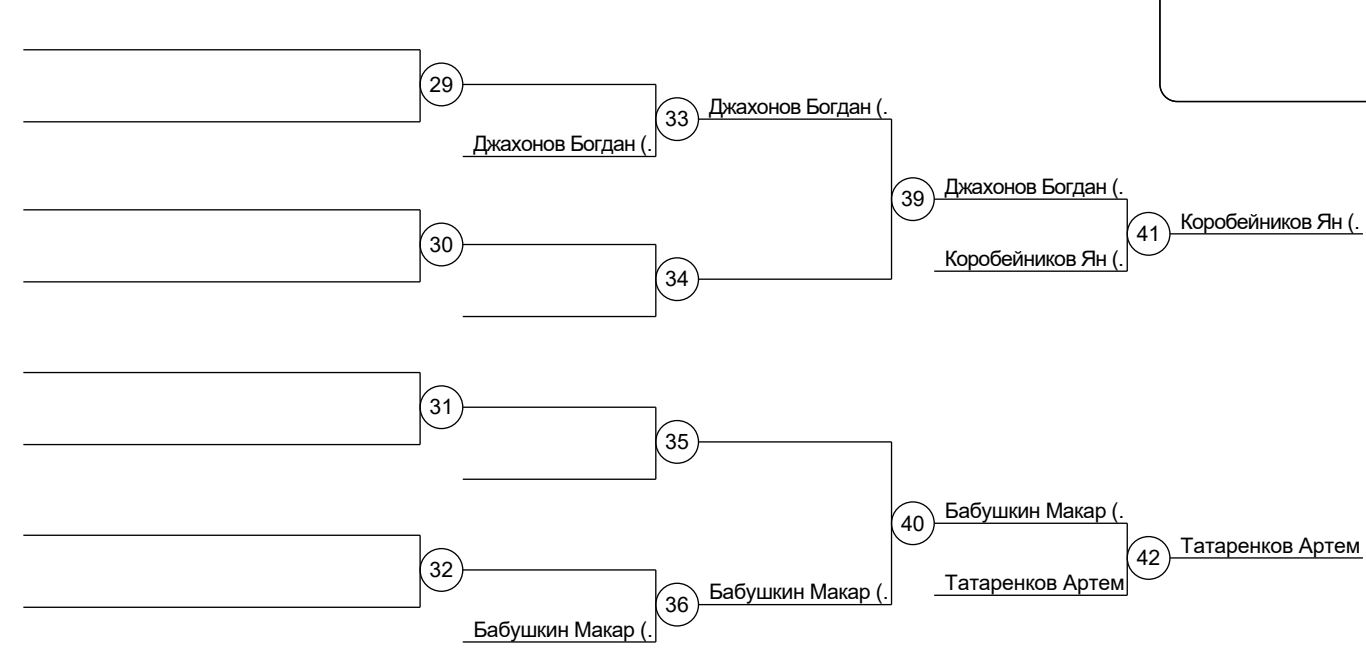 29
33
Джахонов Богдан (.
Джахонов Богдан (.
39
Джахонов Богдан (.
41
Коробейников Ян (.
30
Коробейников Ян (.
34
31
35
40
Бабушкин Макар (.
42
Татаренков Артем
Татаренков Артем
32
36
Бабушкин Макар (.
Бабушкин Макар (.